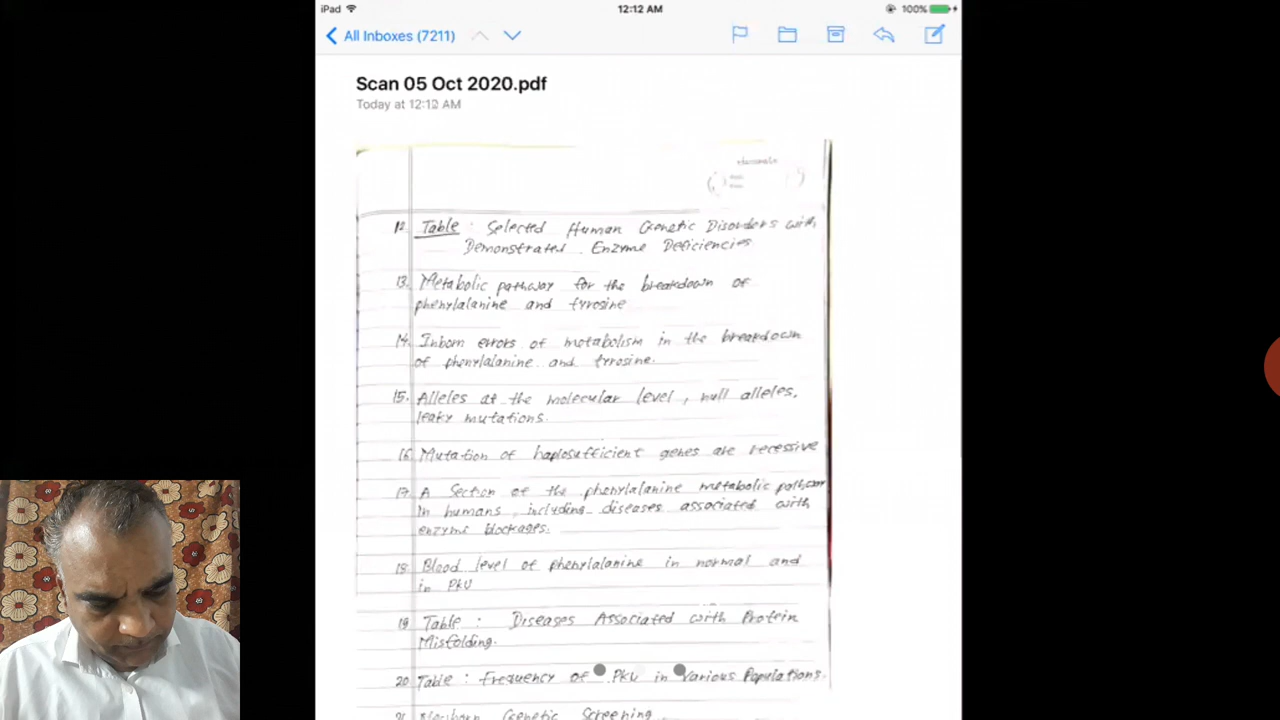 iPad 12:12 AM 100%
All Inboxes (7211)
Scan 05 Oct 2020.pdf
Today at 12:12 AM
12. Table : Selected Human Genetic Disorders with
Demonstrated Enzyme Deficiencies
13. Metabolic pathway for the breakdown of
phenylalanine and tyrosine
14. Inborn errors of metabolism in the breakdown
of phenylalanine and tyrosine.
15. Alleles at the molecular level, null alleles,
leaky mutations.
16. Mutation of haplosufficient genes are recessive
17. A Section of the phenylalanine metabolic pathway
in humans, including diseases associated with
enzyme blockages.
18. Blood level of phenylalanine in normal and
in PKU
19 Table : Diseases Associated with Protein
Misfolding.
20 Table : Frequency of PKU in Various Populations.
21 Newborn Genetic Screening